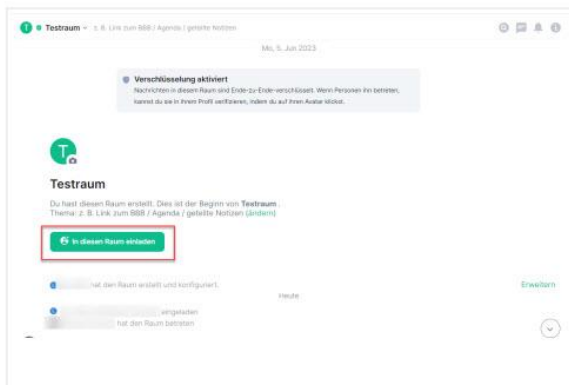 T Testraum z. B. Link zum BBB / Agenda / geteilte Notizen
Mo, 5. Jun 2023
Verschlüsselung aktiviert
Nachrichten in diesem Raum sind Ende-zu-Ende-verschlüsselt. Wenn Personen ihn betreten,
kannst du sie in ihrem Profil verifizieren, indem du auf ihren Avatar klickst.
T
Testraum
Du hast diesen Raum erstellt. Dies ist der Beginn von Testraum.
Thema: z. B. Link zum BBB / Agenda / geteilte Notizen (ändern)
In diesen Raum einladen
hat den Raum erstellt und konfiguriert. Erweitern
Heute
eingeladen
hat den Raum betreten